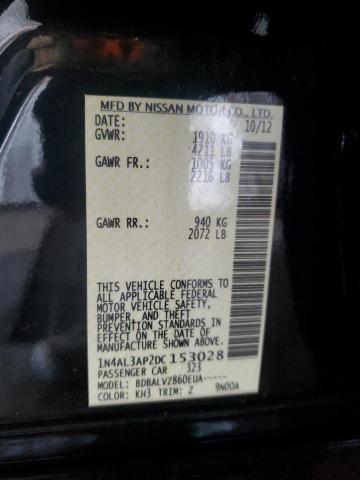 MFD BY NISSAN MOTOR CO., LTD.
DATE: 10/12
GVWR: 1910 KG
4211 LB
GAWR FR.: 1005 KG
2216 LB
GAWR RR.: 940 KG
2072 LB
THIS VEHICLE CONFORMS TO
ALL APPLICABLE FEDERAL
MOTOR VEHICLE SAFETY,
BUMPER, AND THEFT
PREVENTION STANDARDS
IN EFFECT ON THE DATE OF
MANUFACTURE SHOWN ABOVE.
1N4AL3AP2DC153028
PASSENGER CAR 323
MODEL: BDBALVZ860EUA-----
COLOR: KH3 TRIM: Z 9N00A